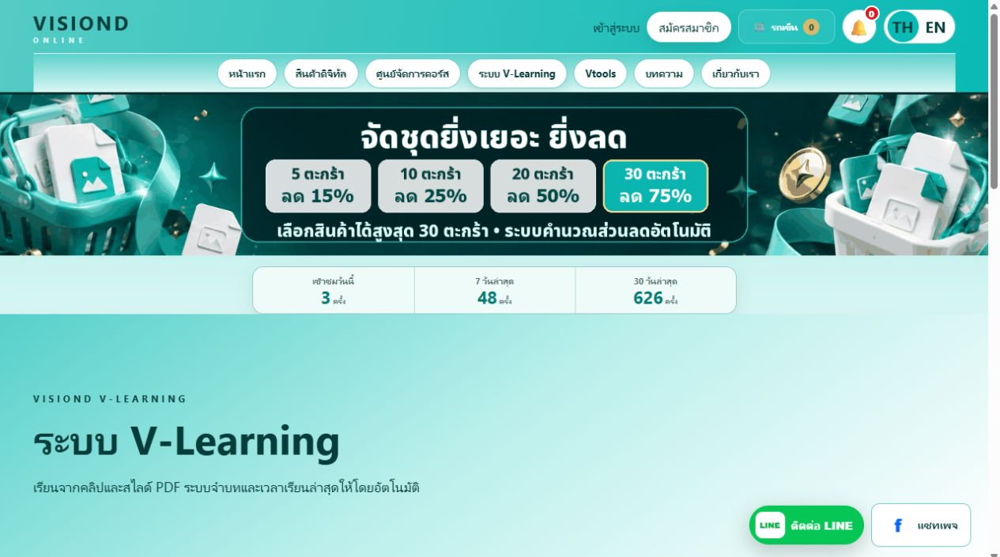 VISIOND
ONLINE
เข้าสู่ระบบ
สมัครสมาชิก
รถเข็น 0
0
TH EN
หน้าแรก
สินค้าดิจิทัล
ศูนย์จัดการคอร์ส
ระบบ V-Learning
Vtools
บทความ
เกี่ยวกับเรา
จัดชุดยิ่งเยอะ ยิ่งลด
5 ตะกร้า
ลด 15%
10 ตะกร้า
ลด 25%
20 ตะกร้า
ลด 50%
30 ตะกร้า
ลด 75%
เลือกสินค้าได้สูงสุด 30 ตะกร้า • ระบบคำนวณส่วนลดอัตโนมัติ
เข้าชมวันนี้
3 ครั้ง
7 วันล่าสุด
48 ครั้ง
30 วันล่าสุด
626 ครั้ง
VISIOND V-LEARNING
ระบบ V-Learning
เรียนจากคลิปและสไลด์ PDF ระบบจำบทและเวลาเรียนล่าสุดให้โดยอัตโนมัติ
LINE ติดต่อ LINE
f แชทเพจ